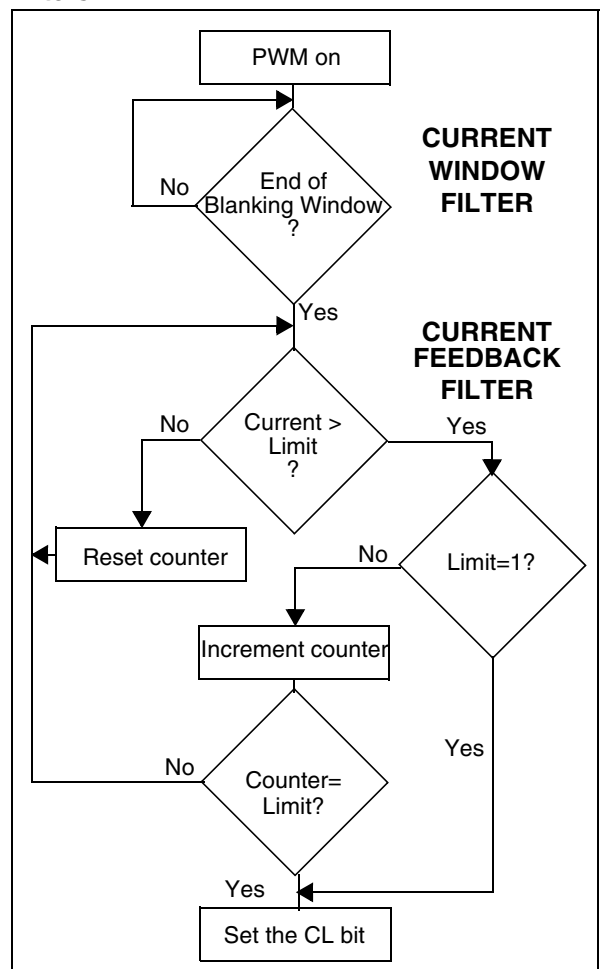 PWM on
CURRENT
WINDOW
FILTER
No
End of
Blanking Window
?
Yes
CURRENT
FEEDBACK
FILTER
No
Current >
Limit
?
Yes
Reset counter
No
Limit=1?
Increment counter
Yes
No
Counter=
Limit?
Yes
Set the CL bit